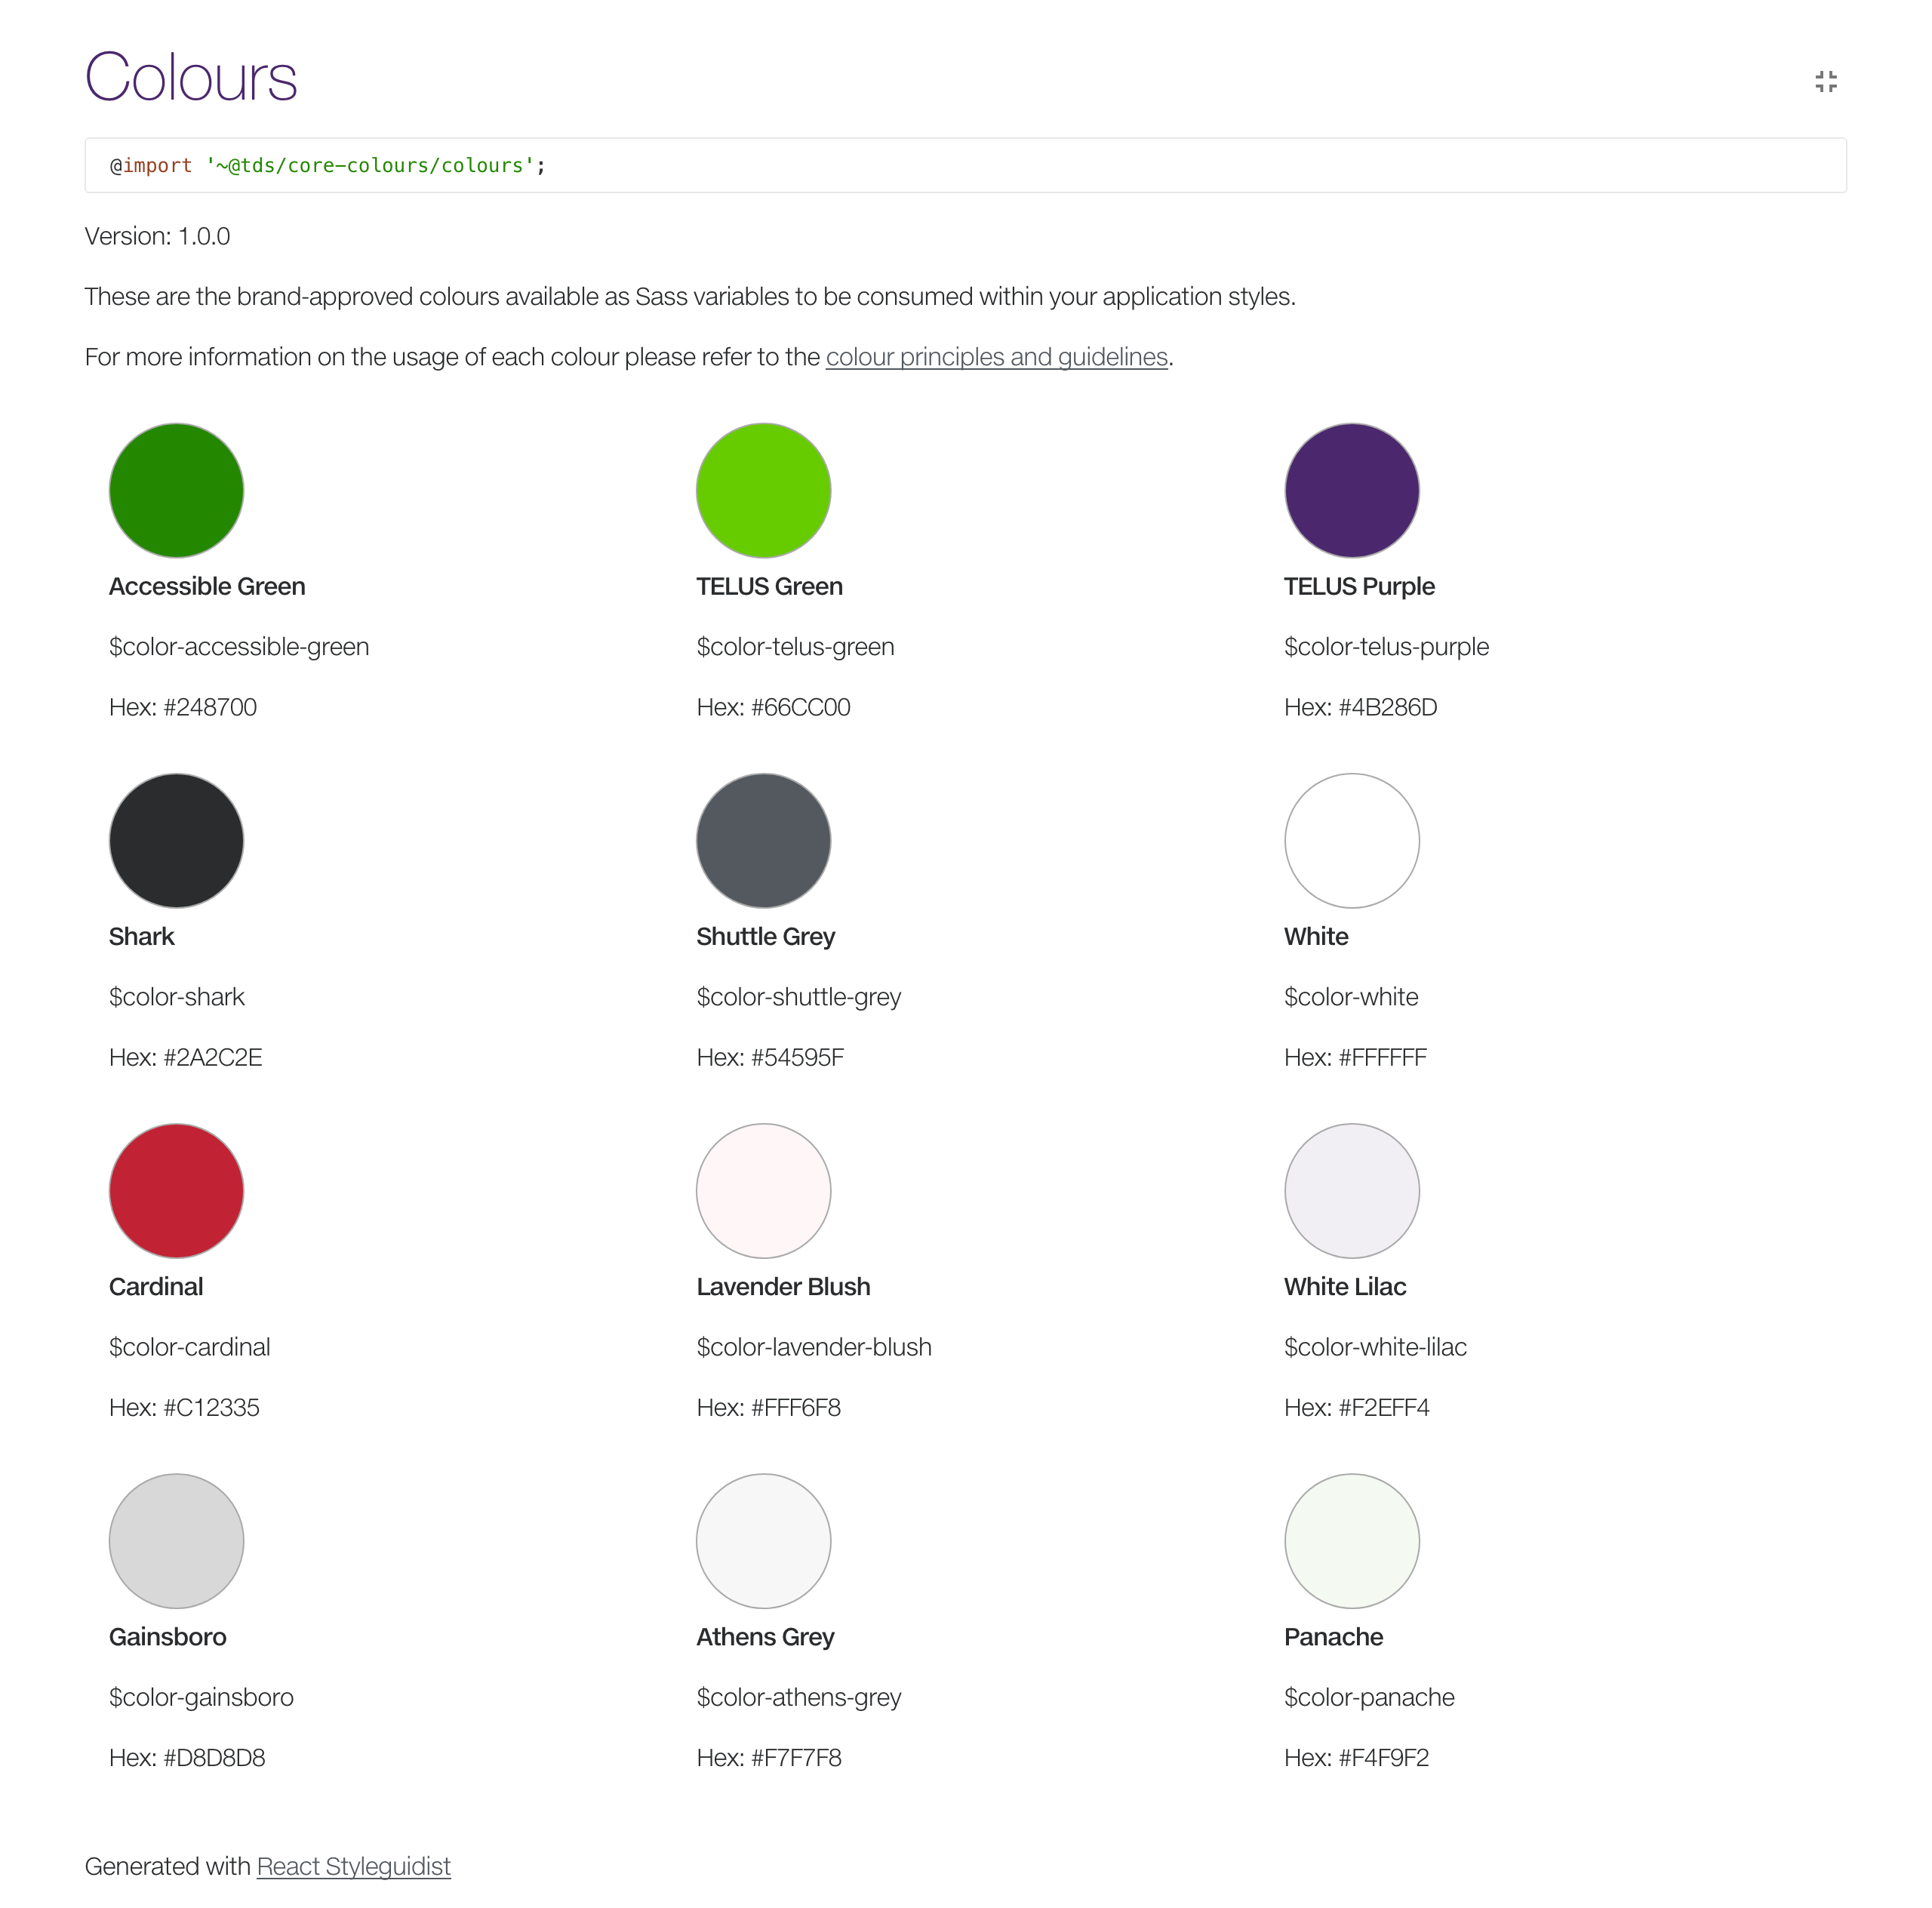 Colours
@import '~@tds/core-colours/colours';
Version: 1.0.0
These are the brand-approved colours available as Sass variables to be consumed within your application styles.
For more information on the usage of each colour please refer to the colour principles and guidelines.
Accessible Green
$color-accessible-green
Hex: #248700
TELUS Green
$color-telus-green
Hex: #66CC00
TELUS Purple
$color-telus-purple
Hex: #4B286D
Shark
$color-shark
Hex: #2A2C2E
Shuttle Grey
$color-shuttle-grey
Hex: #54595F
White
$color-white
Hex: #FFFFFF
Cardinal
$color-cardinal
Hex: #C12335
Lavender Blush
$color-lavender-blush
Hex: #FFF6F8
White Lilac
$color-white-lilac
Hex: #F2EFF4
Gainsboro
$color-gainsboro
Hex: #D8D8D8
Athens Grey
$color-athens-grey
Hex: #F7F7F8
Panache
$color-panache
Hex: #F4F9F2
Generated with React Styleguidist